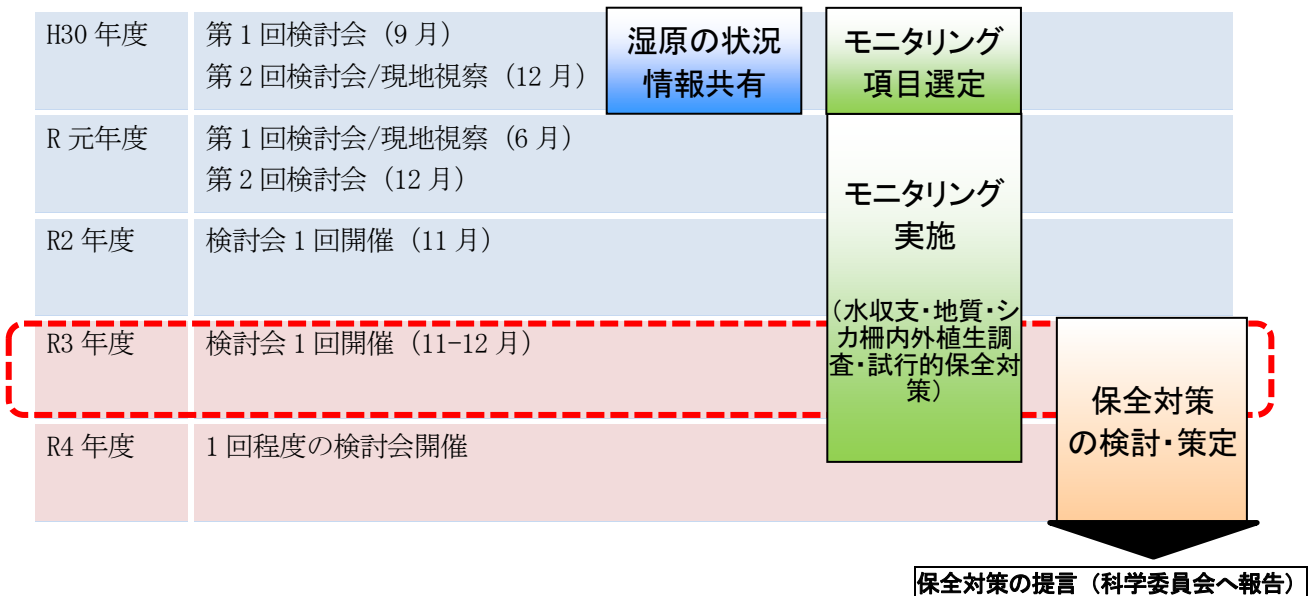 H30 年度
第 1 回検討会（9 月）
第 2 回検討会/現地視察（12 月）
湿原の状況
情報共有
モニタリング
項目選定
R 元年度
第 1 回検討会/現地視察（6 月）
第 2 回検討会（12 月）
モニタリング
実施
（水収支・地質・シ
カ柵内外植生調
査・試行的保全対
策）
R2 年度
検討会 1 回開催（11 月）
R3 年度
検討会 1 回開催（11-12 月）
保全対策
の検討・策定
R4 年度
1 回程度の検討会開催
保全対策の提言（科学委員会へ報告）